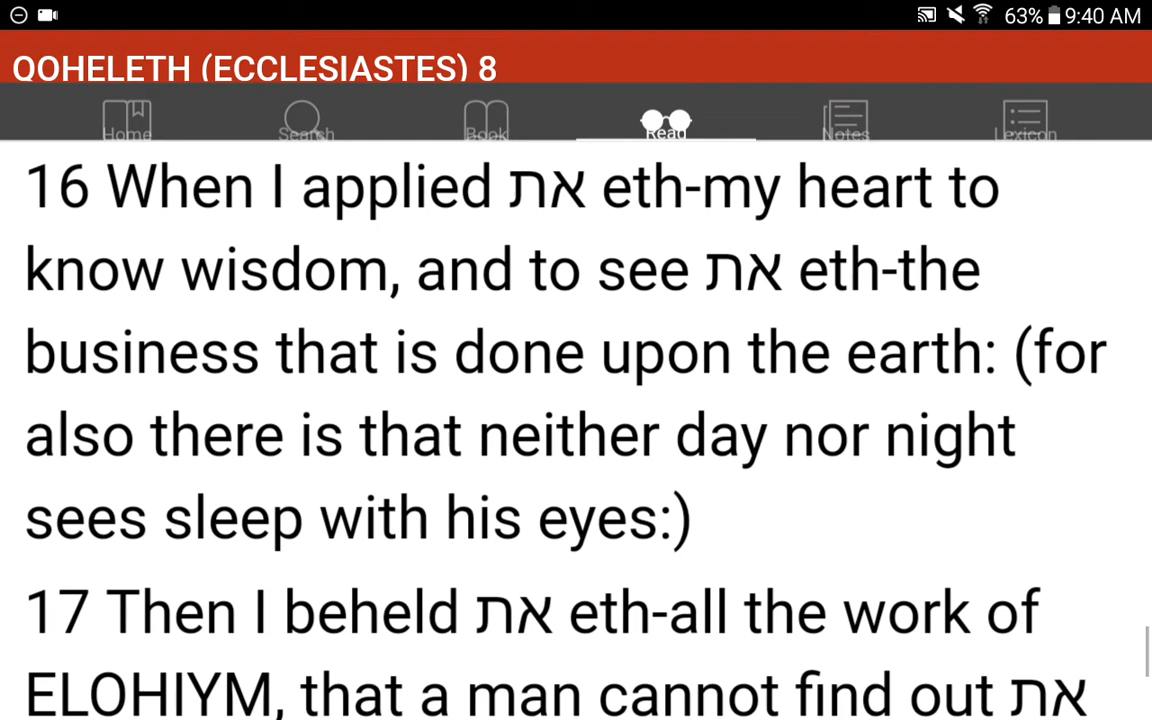 63% 9:40 AM
QOHELETH (ECCLESIASTES) 8
Home Search Book Read Notes Lexicon
16 When I applied את eth-my heart to
know wisdom, and to see את eth-the
business that is done upon the earth: (for
also there is that neither day nor night
sees sleep with his eyes:)
17 Then I beheld את eth-all the work of
ELOHIYM, that a man cannot find out את